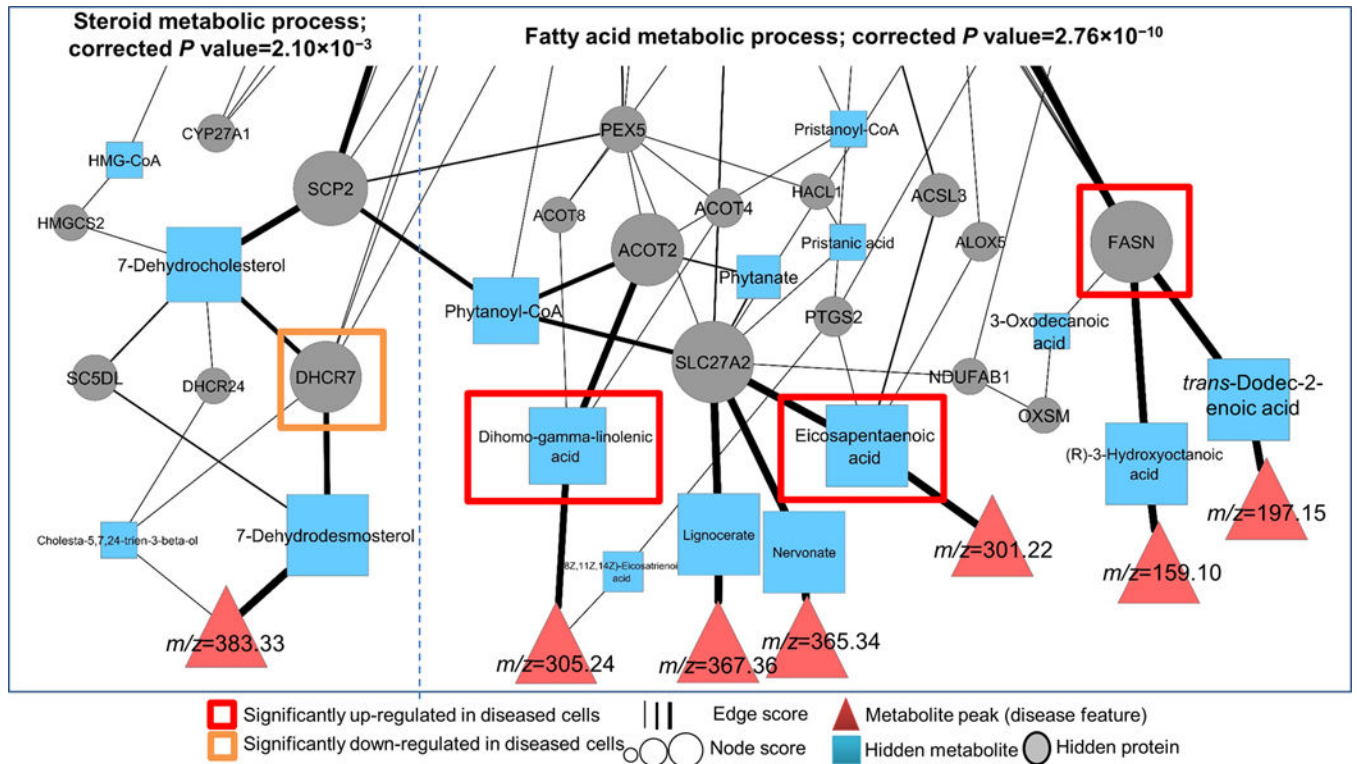 Steroid metabolic process;
corrected P value=2.10×10⁻³
Fatty acid metabolic process; corrected P value=2.76×10⁻¹⁰
CYP27A1
HMG-CoA
SCP2
HMGCS2
7-Dehydrocholesterol
SC5DL
DHCR24
DHCR7
Cholesta-5,7,24-trien-3-beta-ol
7-Dehydrodesmosterol
m/z=383.33
PEX5
Pristanoyl-CoA
ACOT8
ACOT4
HACL1
ACSL3
ACOT2
Pristanic acid
ALOX5
FASN
Phytanate
Phytanoyl-CoA
PTGS2
3-Oxodecanoic
acid
SLC27A2
NDUFAB1
OXSM
trans-Dodec-2-
enoic acid
Dihomo-gamma-linolenic
acid
Eicosapentaenoic
acid
(R)-3-Hydroxyoctanoic
acid
Lignocerate
Nervonate
8Z,11Z,14Z)-Eicosatrienoi
acid
m/z=305.24
m/z=367.36
m/z=365.34
m/z=301.22
m/z=159.10
m/z=197.15
Significantly up-regulated in diseased cells
Edge score
Metabolite peak (disease feature)
Significantly down-regulated in diseased cells
Node score
Hidden metabolite
Hidden protein